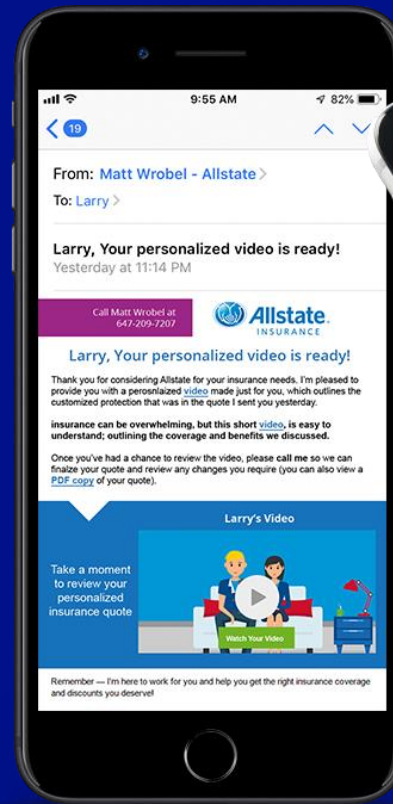 9:55 AM
82%
19
From: Matt Wrobel - Allstate
To: Larry
Larry, Your personalized video is ready!
Yesterday at 11:14 PM
Call Matt Wrobel at
647-209-7207
Allstate.
INSURANCE
Larry, Your personalized video is ready!
Thank you for considering Allstate for your insurance needs. I'm pleased to
provide you with a perosnlaized video made just for you, which outlines the
customized protection that was in the quote I sent you yesterday.
insurance can be overwhelming, but this short video, is easy to
understand; outlining the coverage and benefits we discussed.
Once you've had a chance to review the video, please call me so we can
finalze your quote and review any changes you require (you can also view a
PDF copy of your quote).
Larry's Video
Take a moment
to review your
personalized
insurance quote
Watch Your Video
Remember — I'm here to work for you and help you get the right insurance coverage
and discounts you deserve!